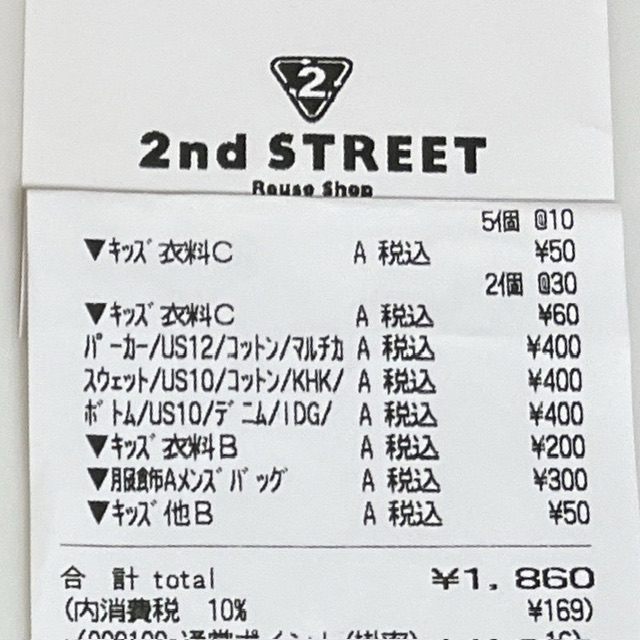 2
2nd STREET
Reuse Shop
5個 @10
▼キッズ衣料C A 税込 ¥50
2個 @30
▼キッズ衣料C A 税込 ¥60
パーカー/US12/コットン/マルチカ A 税込 ¥400
スウェット/US10/コットン/KHK/ A 税込 ¥400
ボトム/US10/デニム/IDG/ A 税込 ¥400
▼キッズ衣料B A 税込 ¥200
▼服飾Aメンズバッグ A 税込 ¥300
▼キッズ他B A 税込 ¥50
合 計 total ¥1,860
(内消費税 10% ¥169)